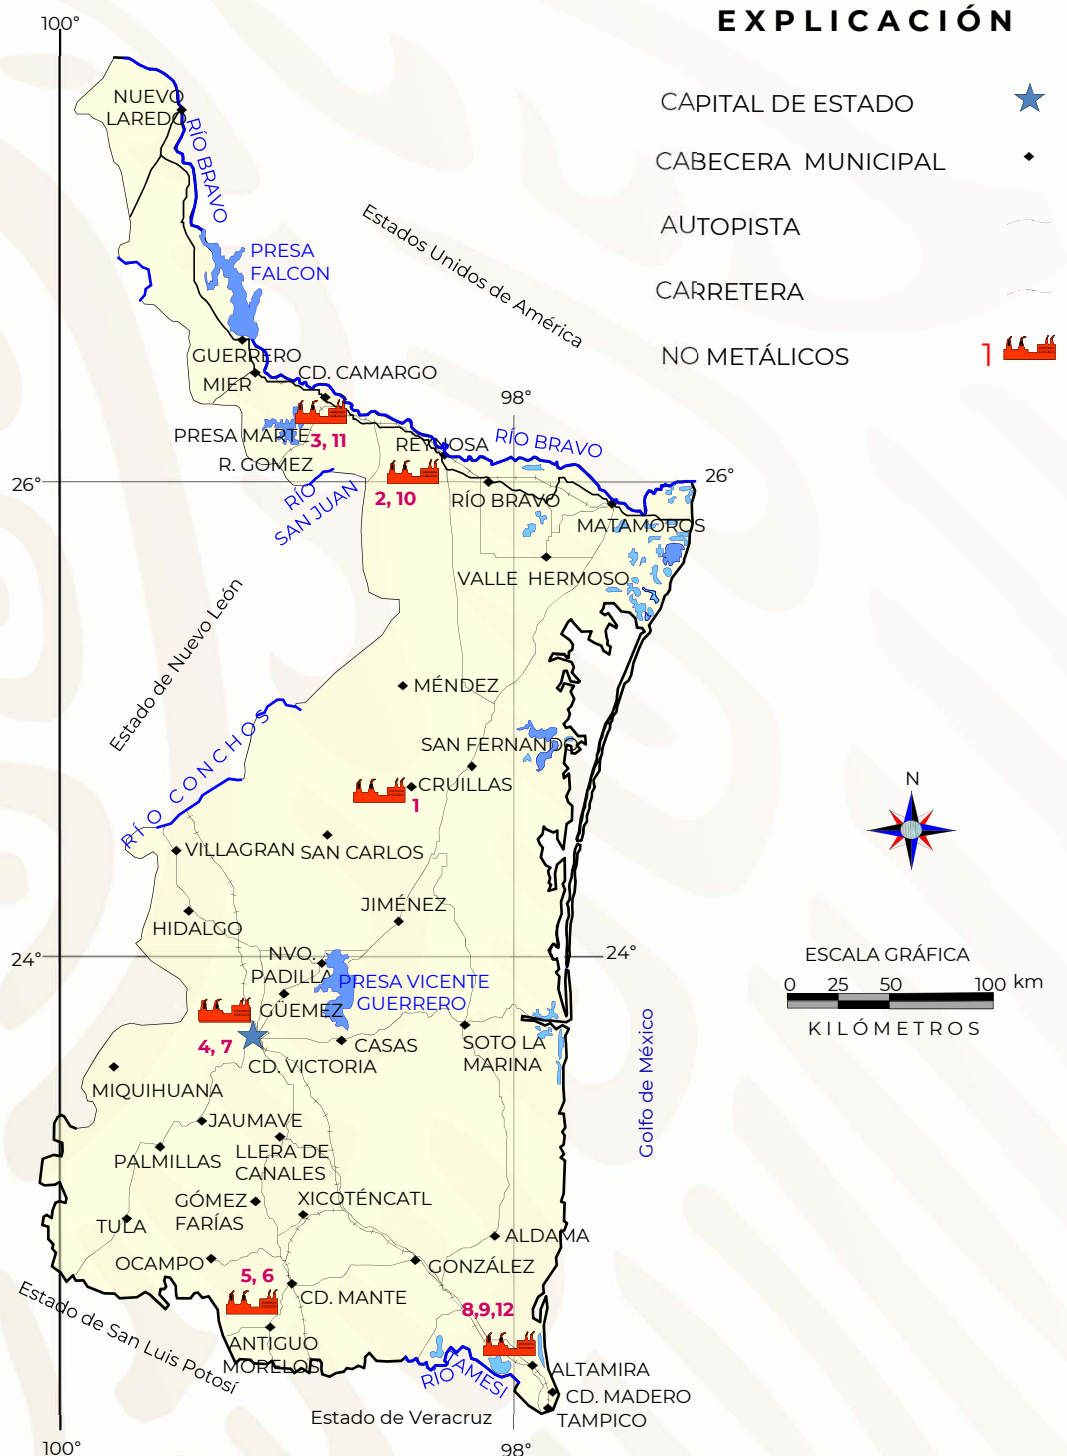 EXPLICACIÓN
CAPITAL DE ESTADO
CABECERA MUNICIPAL
AUTOPISTA
CARRETERA
NO METÁLICOS 1
100°
NUEVO
LAREDO
RÍO BRAVO
PRESA
FALCON
Estados Unidos de América
GUERRERO
MIER
CD. CAMARGO
98°
PRESA MARTE
R. GOMEZ
3, 11
REYNOSA
RÍO BRAVO
26°
26°
2, 10
RÍO BRAVO
RÍO
SAN JUAN
MATAMOROS
VALLE HERMOSO
Estado de Nuevo León
MÉNDEZ
RÍO CONCHOS
SAN FERNANDO
CRUILLAS
1
N
VILLAGRAN
SAN CARLOS
JIMÉNEZ
HIDALGO
24°
24°
NVO.
PADILLA
PRESA VICENTE
GUERRERO
GÜEMEZ
ESCALA GRÁFICA
0 25 50 100 km
KILÓMETROS
4, 7
CD. VICTORIA
CASAS
SOTO LA
MARINA
Golfo de México
MIQUIHUANA
JAUMAVE
PALMILLAS
LLERA DE
CANALES
GÓMEZ
FARÍAS
XICOTÉNCATL
TULA
ALDAMA
OCAMPO
GONZÁLEZ
5, 6
CD. MANTE
8,9,12
Estado de San Luis Potosí
ANTIGUO
MORELOS
RÍO TAMESI
ALTAMIRA
CD. MADERO
TAMPICO
Estado de Veracruz
100°
98°